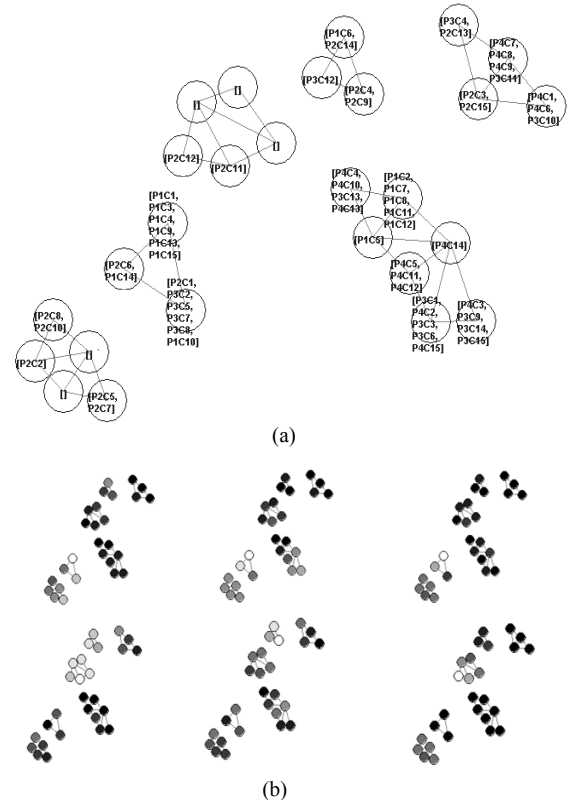 [P3C4,
P2C13]
[P1C6,
P2C14]
[P4C7,
P4C8,
P4C9,
P3C11]
[P3C12]
[P2C4,
P2C9]
[P2C3,
P2C15]
[P4C1,
P4C6,
P3C10]
[]
[]
[]
[P2C12]
[P2C11]
[P4C4,
P4C10,
P3C13,
P4C13]
[P1C2,
P1C7,
P1C8,
P1C11,
P1C12]
[P1C1,
P1C3,
P1C4,
P1C9,
P1C13,
P1C15]
[P1C5]
[P4C14]
[P2C6,
P1C14]
[P4C5,
P4C11,
P4C12]
[P2C1,
P3C2,
P3C5,
P3C7,
P3C8,
P1C10]
[P3C1,
P4C2,
P3C3,
P3C6,
P4C15]
[P4C3,
P3C9,
P3C14,
P3C15]
[P2C8,
P2C10]
[P2C2]
[]
[]
[P2C5,
P2C7]
(a)
(b)